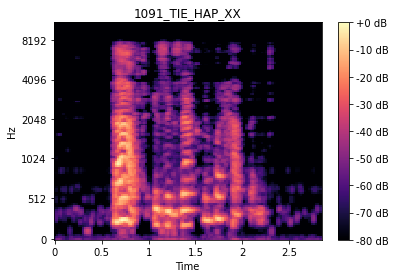 1091_TIE_HAP_XX
Hz
8192
4096
2048
1024
512
0
0 0.5 1 1.5 2 2.5
Time
+0 dB
-10 dB
-20 dB
-30 dB
-40 dB
-50 dB
-60 dB
-70 dB
-80 dB